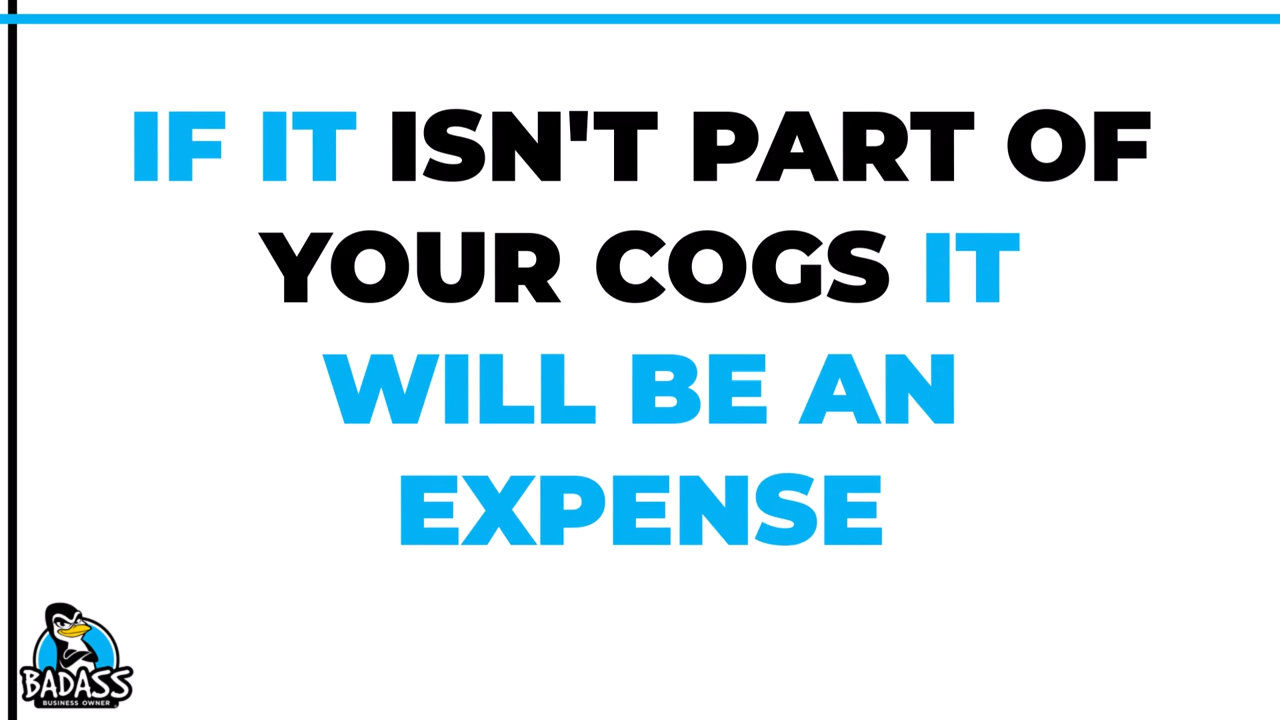 IF IT ISN'T PART OF
YOUR COGS IT
WILL BE AN
EXPENSE
BADASS
BUSINESS OWNER